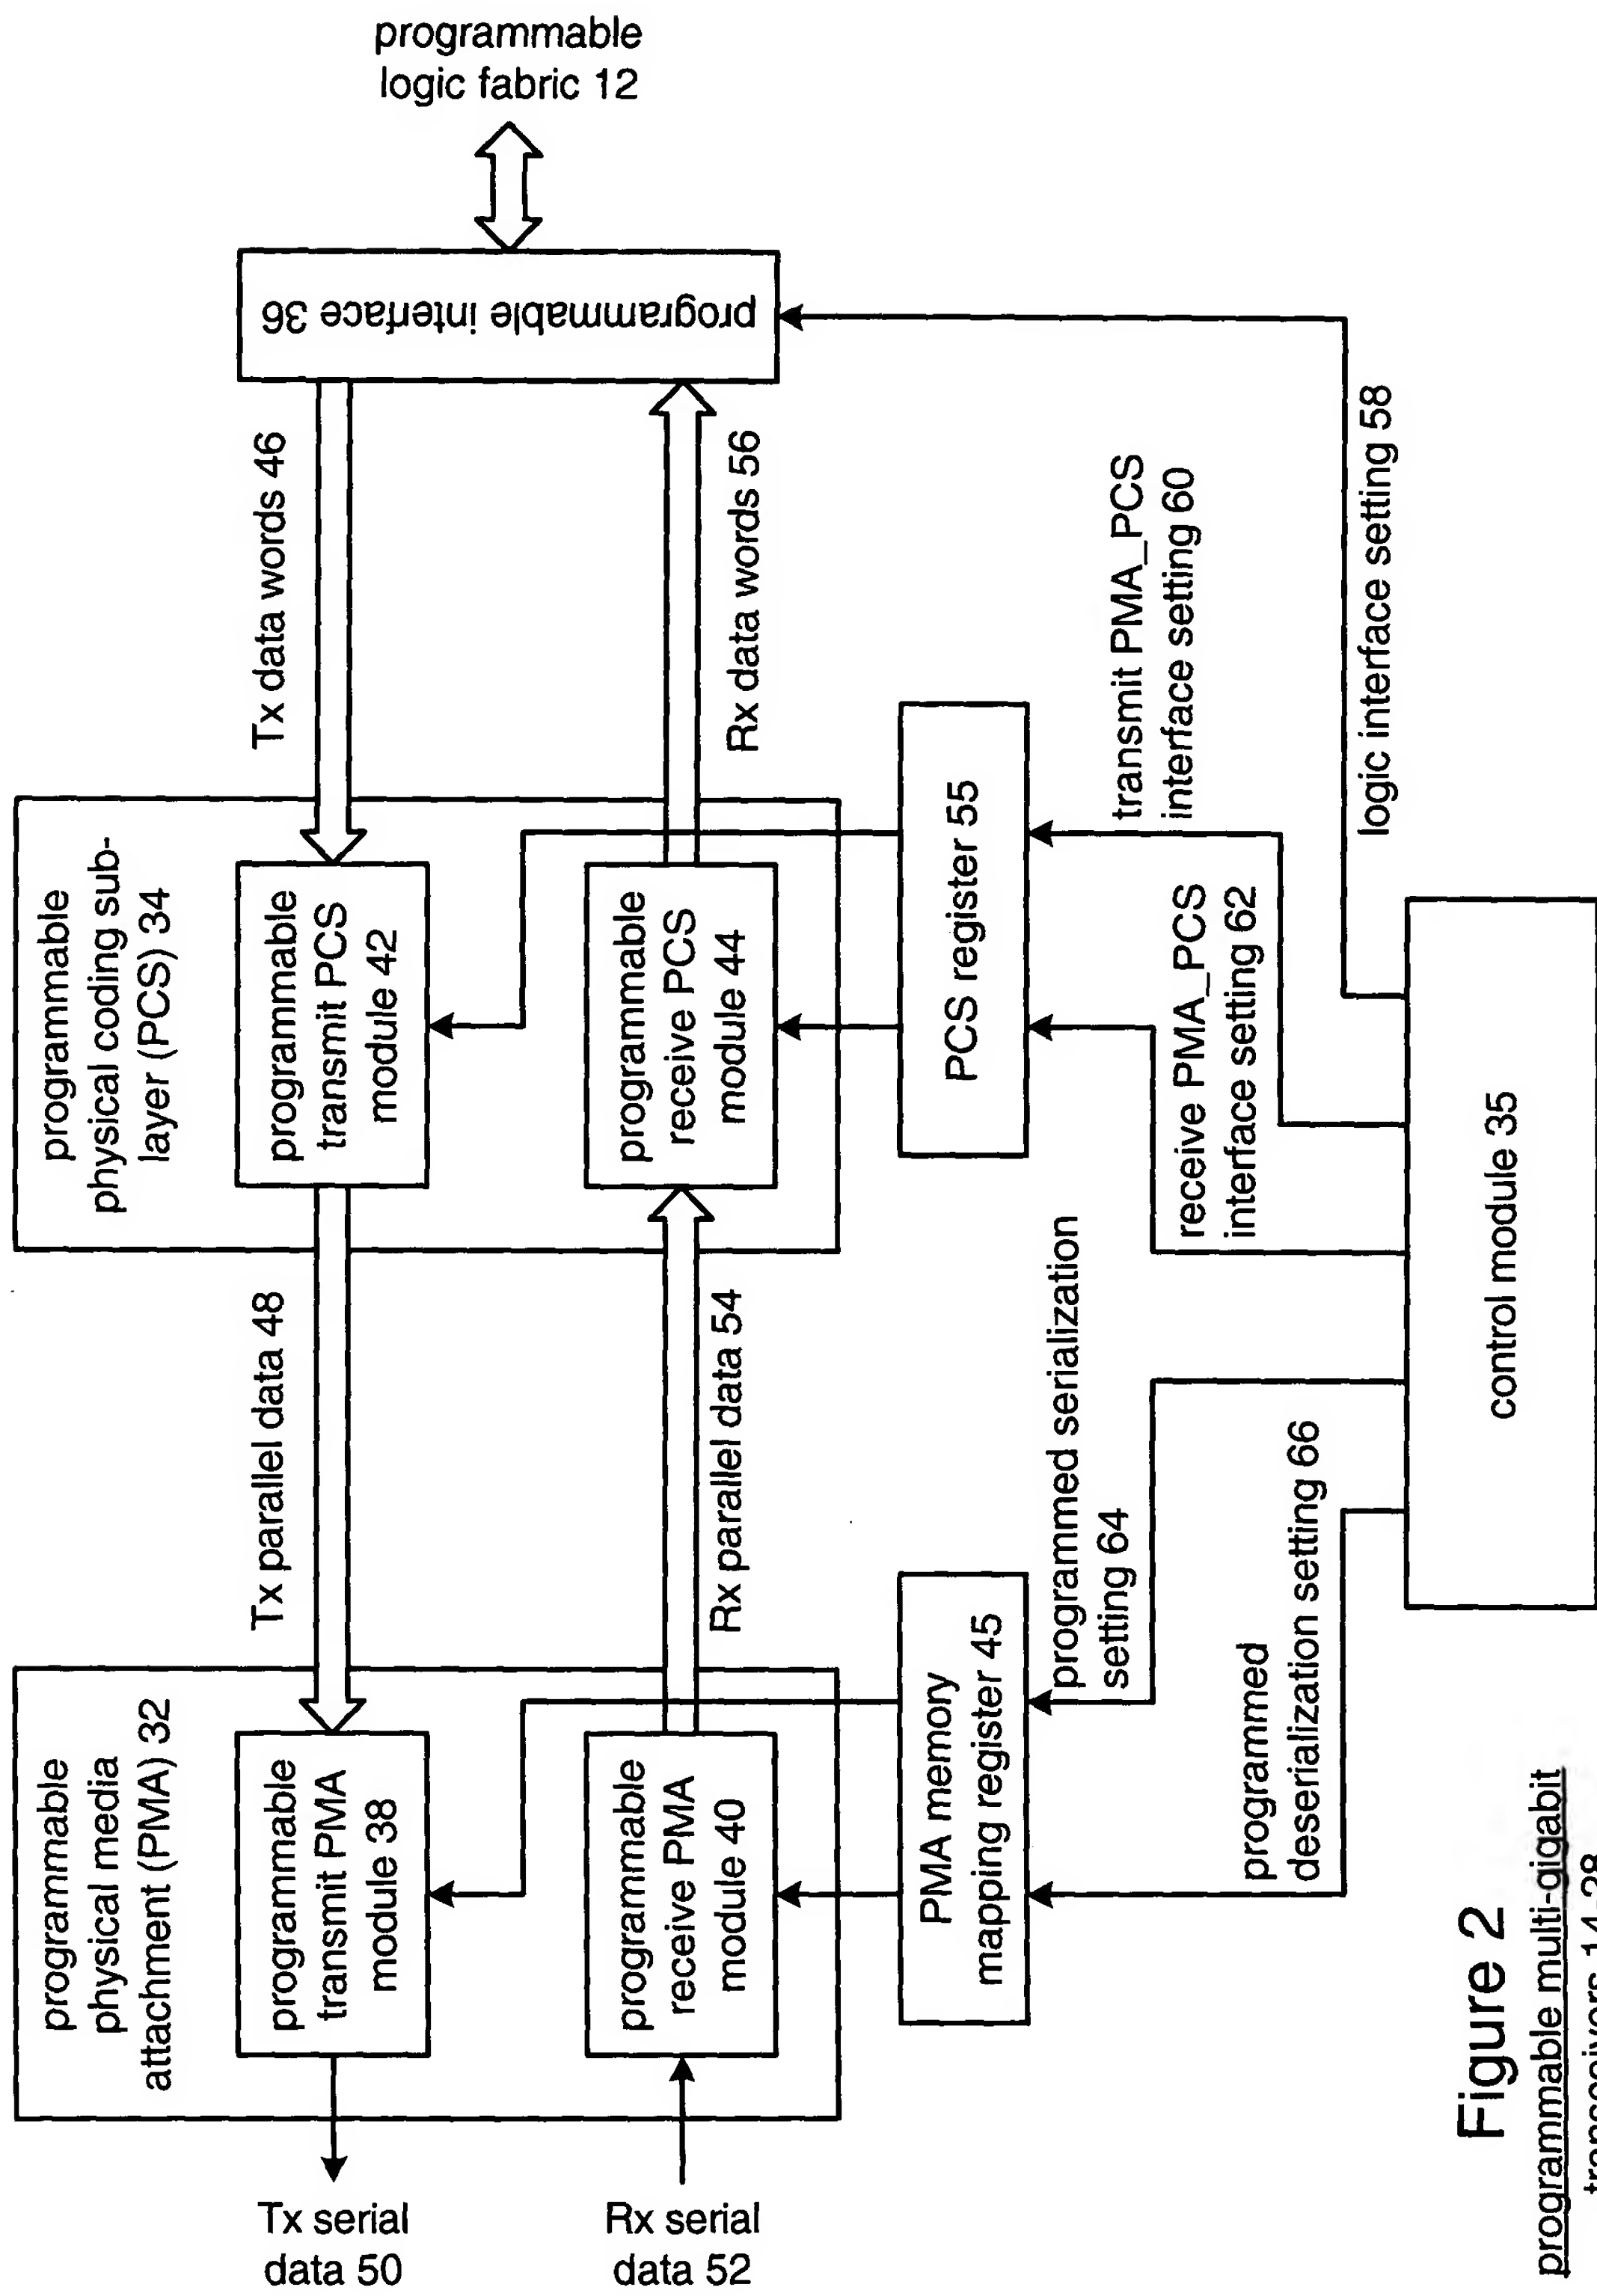 programmable
logic fabric 12
programmable interface 36
Tx data words 46
Rx data words 56
programmable
physical coding sub-
layer (PCS) 34
programmable
transmit PCS
module 42
programmable
receive PCS
module 44
PCS register 55
transmit PMA_PCS
interface setting 60
receive PMA_PCS
interface setting 62
logic interface setting 58
Tx parallel data 48
Rx parallel data 54
programmable
physical media
attachment (PMA) 32
programmable
transmit PMA
module 38
programmable
receive PMA
module 40
PMA memory
mapping register 45
programmed serialization
setting 64
programmed
deserialization setting 66
control module 35
Tx serial
data 50
Rx serial
data 52
Figure 2
programmable multi-gigabit
transceivers 14-28